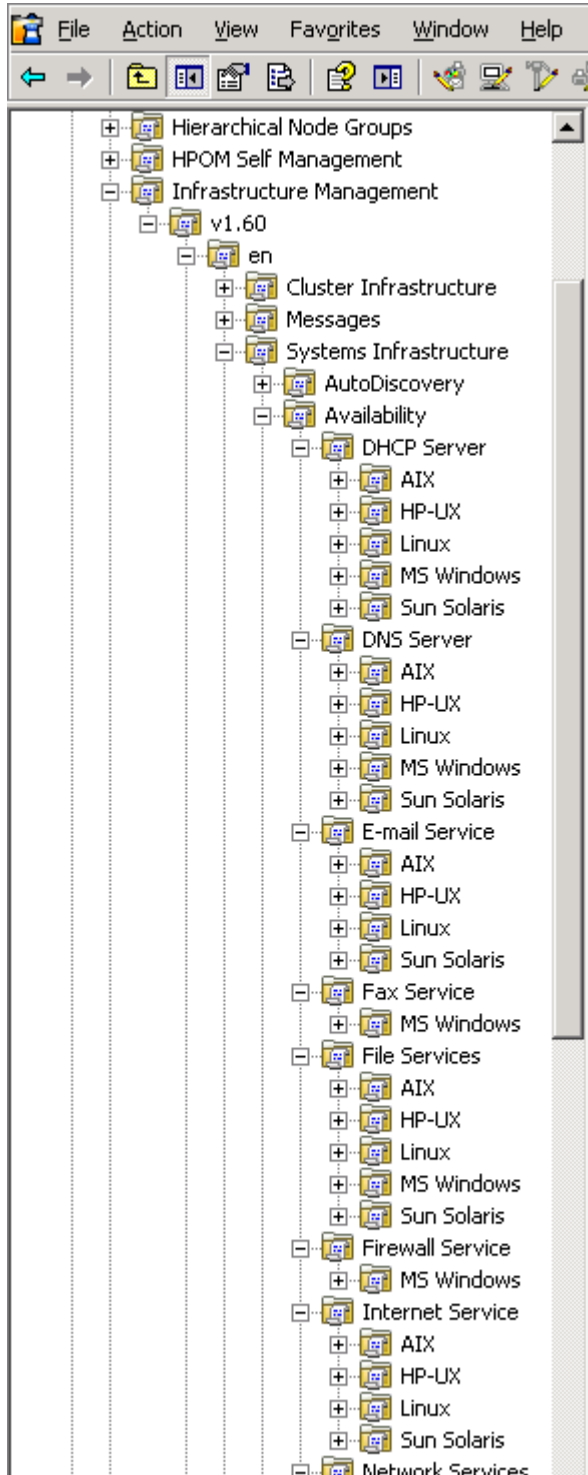 File Action View Favorites Window Help
Hierarchical Node Groups
HPOM Self Management
Infrastructure Management
v1.60
en
Cluster Infrastructure
Messages
Systems Infrastructure
AutoDiscovery
Availability
DHCP Server
AIX
HP-UX
Linux
MS Windows
Sun Solaris
DNS Server
AIX
HP-UX
Linux
MS Windows
Sun Solaris
E-mail Service
AIX
HP-UX
Linux
Sun Solaris
Fax Service
MS Windows
File Services
AIX
HP-UX
Linux
MS Windows
Sun Solaris
Firewall Service
MS Windows
Internet Service
AIX
HP-UX
Linux
Sun Solaris
Network Services